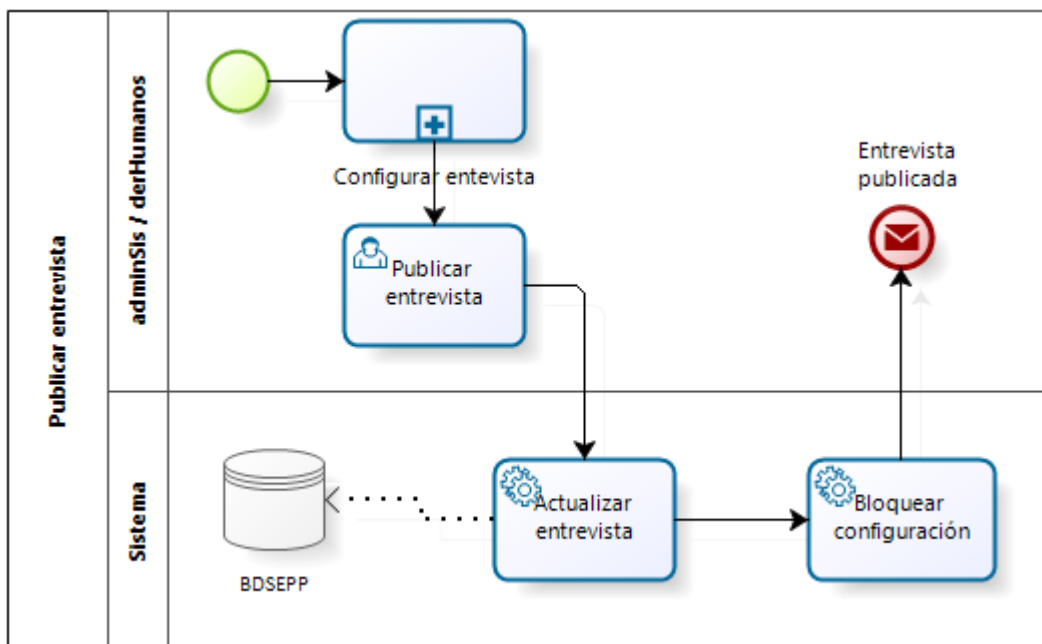 Publicar entrevista
adminSis / derHumanos
Configurar entevista
Publicar
entrevista
Entrevista
publicada
Sistema
BDSEPP
Actualizar
entrevista
Bloquear
configuración